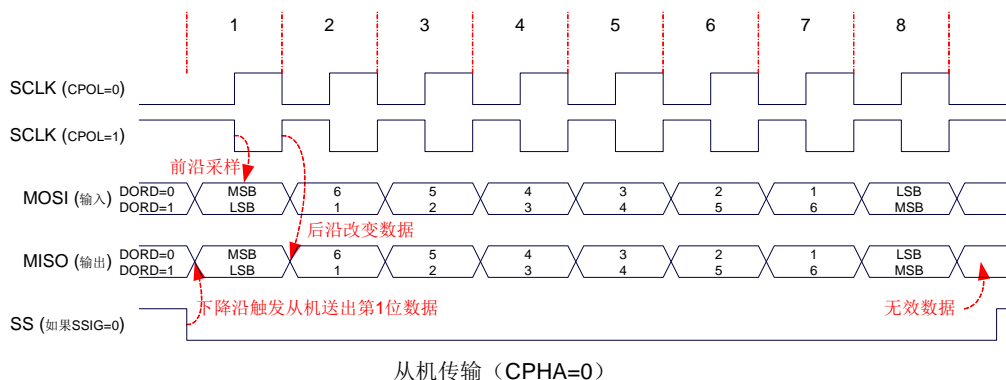 1 2 3 4 5 6 7 8
SCLK (CPOL=0)
SCLK (CPOL=1)
前沿采样
MOSI (输入) DORD=0 MSB 6 5 4 3 2 1 LSB
DORD=1 LSB 1 2 3 4 5 6 MSB
后沿改变数据
MISO (输出) DORD=0 MSB 6 5 4 3 2 1 LSB
DORD=1 LSB 1 2 3 4 5 6 MSB
下降沿触发从机送出第1位数据 无效数据
SS (如果SSIG=0)
从机传输（CPHA=0）